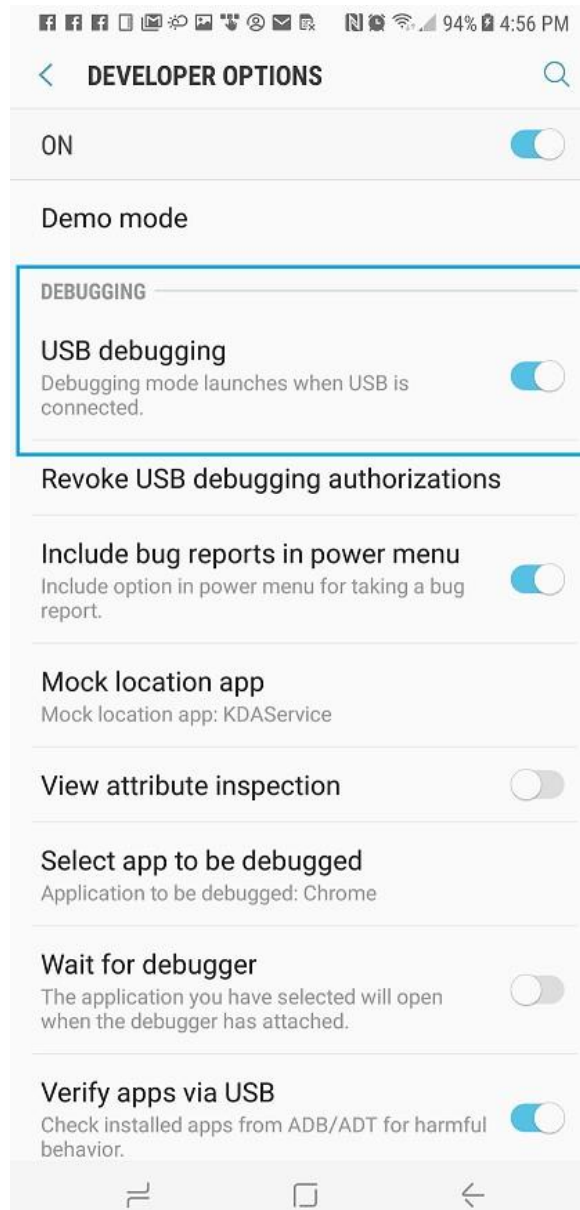 94% 4:56 PM
DEVELOPER OPTIONS
ON
Demo mode
DEBUGGING
USB debugging
Debugging mode launches when USB is
connected.
Revoke USB debugging authorizations
Include bug reports in power menu
Include option in power menu for taking a bug
report.
Mock location app
Mock location app: KDAService
View attribute inspection
Select app to be debugged
Application to be debugged: Chrome
Wait for debugger
The application you have selected will open
when the debugger has attached.
Verify apps via USB
Check installed apps from ADB/ADT for harmful
behavior.